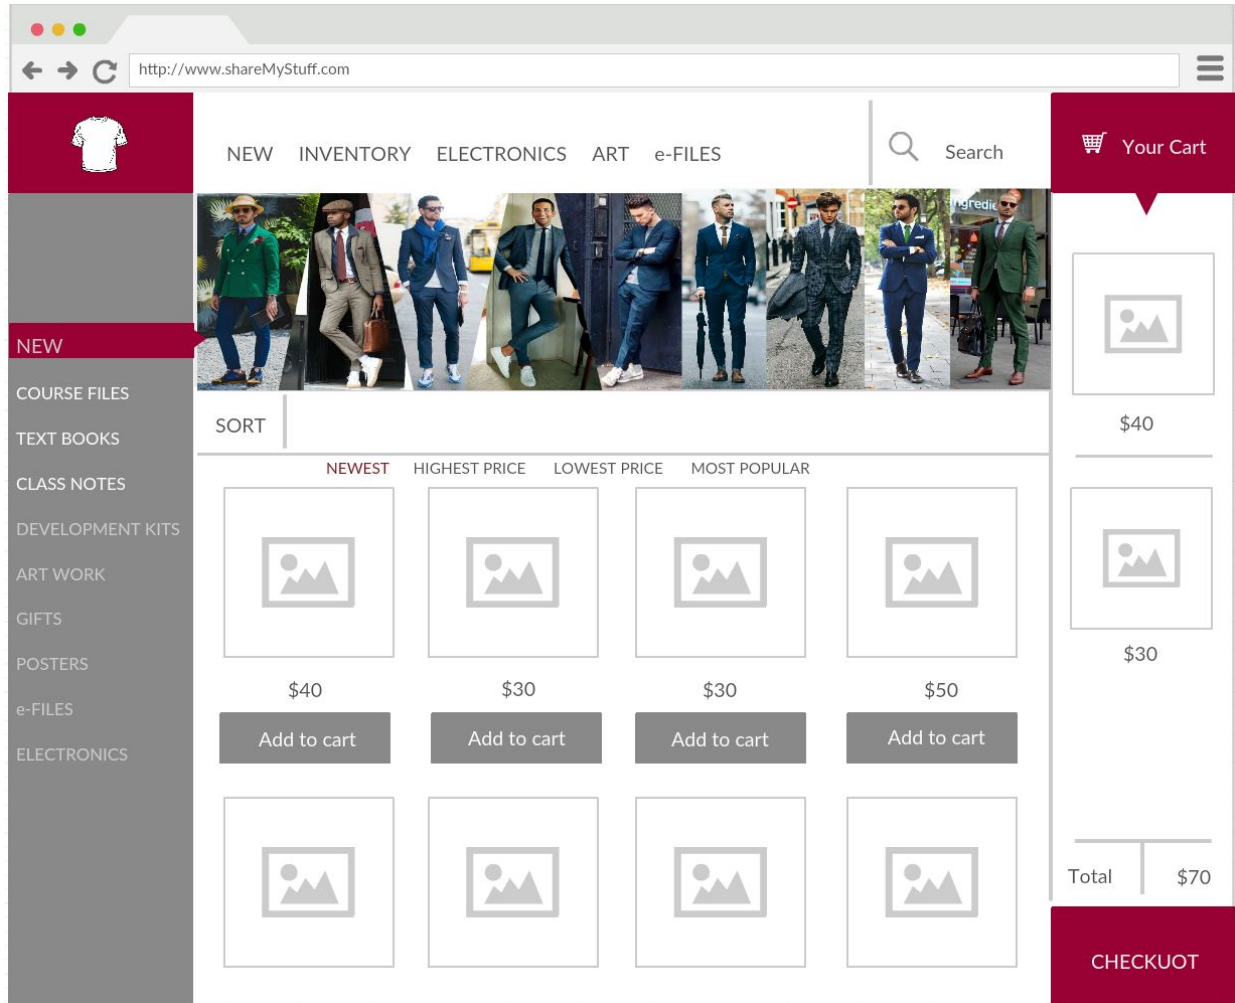 http://www.shareMyStuff.com
NEW INVENTORY ELECTRONICS ART e-FILES
Search
Your Cart
ingredie
NEW
COURSE FILES
TEXT BOOKS
CLASS NOTES
DEVELOPMENT KITS
ART WORK
GIFTS
POSTERS
e-FILES
ELECTRONICS
SORT
NEWEST HIGHEST PRICE LOWEST PRICE MOST POPULAR
$40 $30 $30 $50
Add to cart Add to cart Add to cart Add to cart
$40
$30
Total $70
CHECKUOT